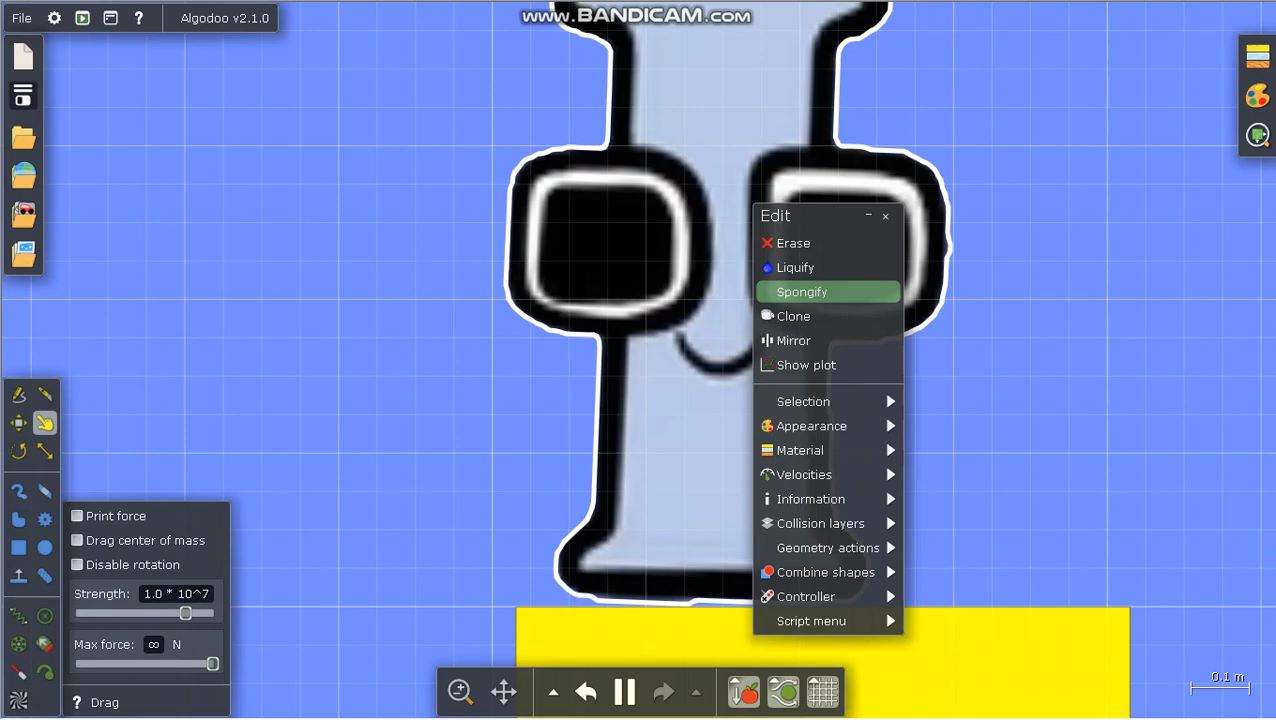 File
?
Algodoo v2.1.0
www.BANDICAM.com
Edit
Erase
Liquify
Spongify
Clone
Mirror
Show plot
Selection
Appearance
Material
Velocities
Information
Collision layers
Geometry actions
Combine shapes
Controller
Script menu
Print force
Drag center of mass
Disable rotation
Strength: 1.0 * 10^7
Max force: ∞ N
? Drag
0.1 m